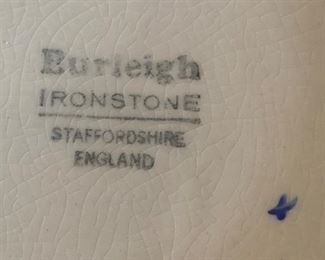 Burleigh
IRONSTONE
STAFFORDSHIRE
ENGLAND